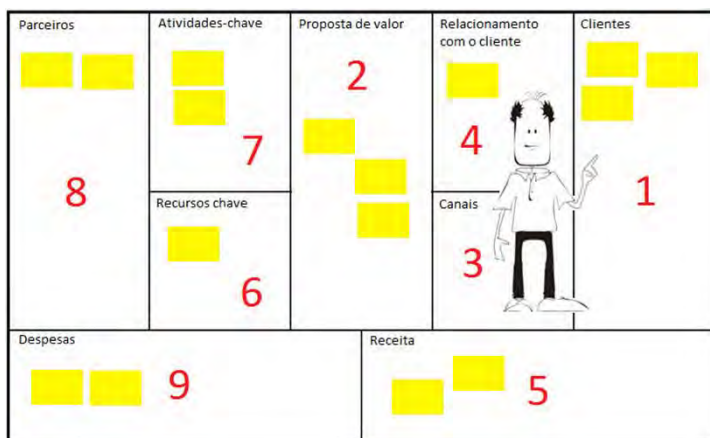 Parceiros
8
Atividades-chave
7
Recursos chave
6
Proposta de valor
2
Relacionamento
com o cliente
4
Canais
3
Clientes
1
Despesas
9
Receita
5